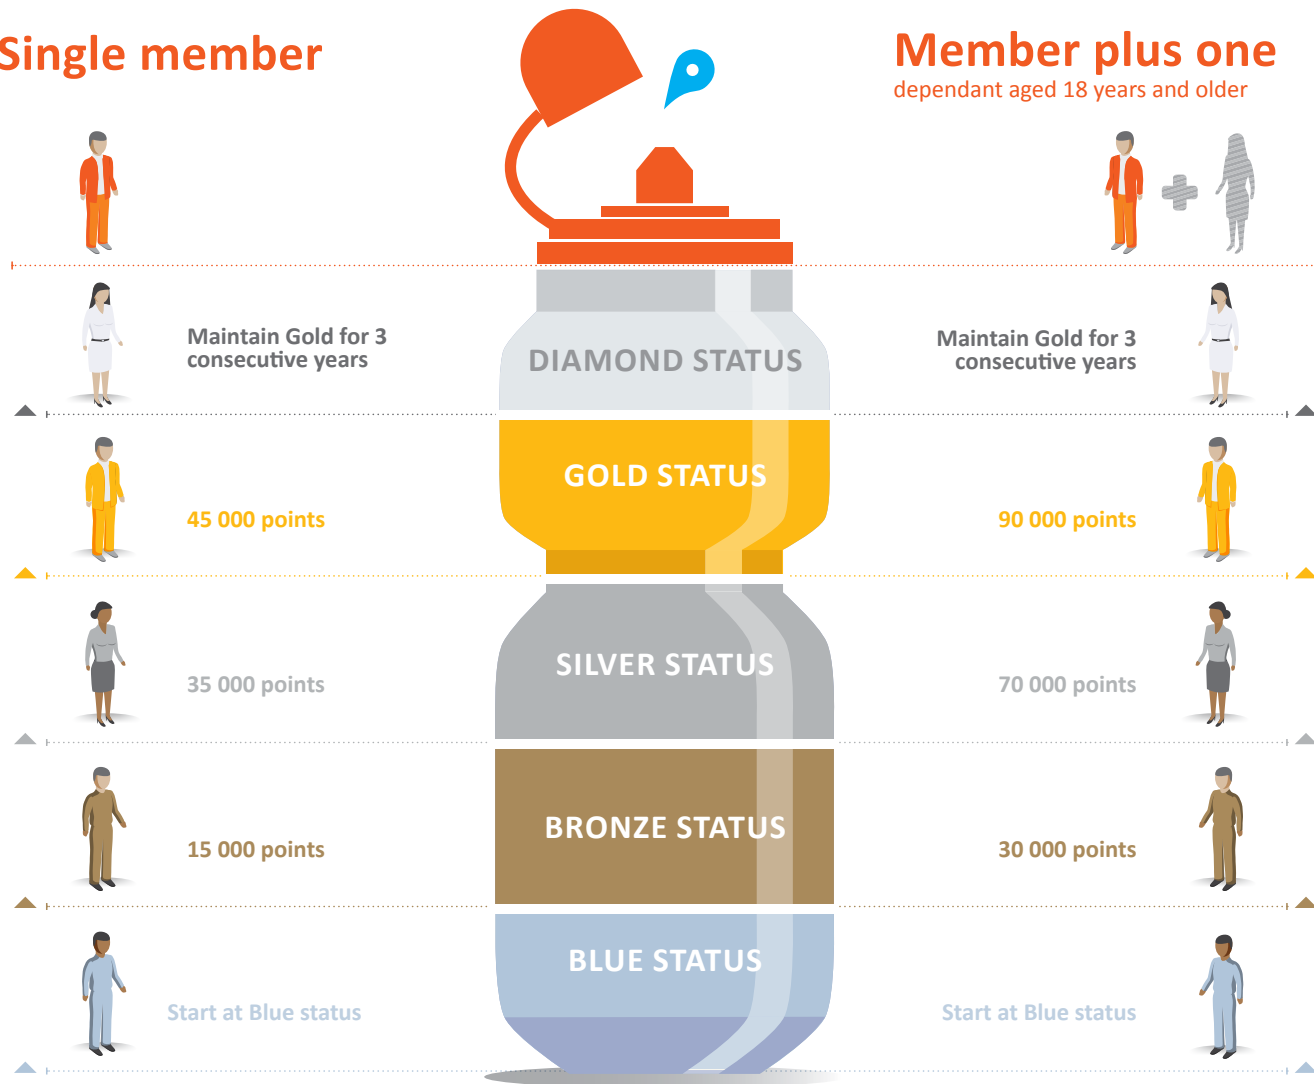 Single member
Member plus one
dependant aged 18 years and older
Maintain Gold for 3
consecutive years
DIAMOND STATUS
Maintain Gold for 3
consecutive years
45 000 points
GOLD STATUS
90 000 points
35 000 points
SILVER STATUS
70 000 points
15 000 points
BRONZE STATUS
30 000 points
Start at Blue status
BLUE STATUS
Start at Blue status